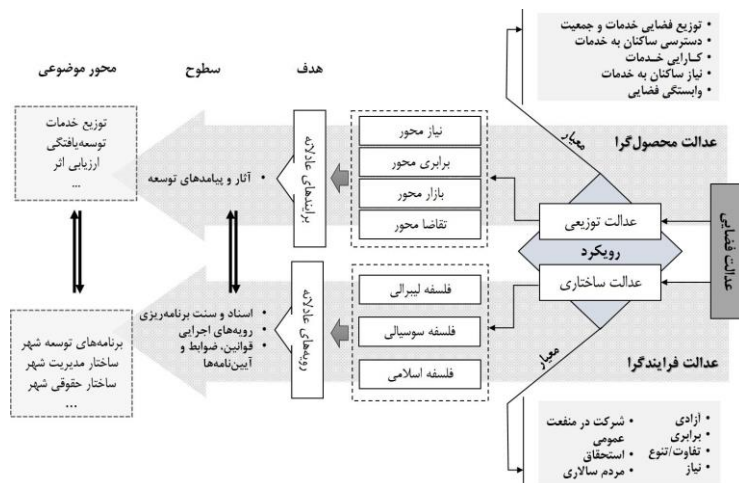 محور موضوعی
سطوح
هدف
• توزیع فضایی خدمات و جمعیت
• دسترسی ساکنان به خدمات
• کارایی خدمات
• نیاز ساکنان به خدمات
• وابستگی فضایی
معیار
عدالت محصول‌گرا
عدالت فضایی
عدالت توزیعی
رویکرد
عدالت ساختاری
نیاز محور
برابری محور
بازار محور
تقاضا محور
برایندهای عادلانه
• آثار و پیامدهای توسعه
توزیع خدمات
توسعه‌یافتگی
ارزیابی اثر
...
فلسفه لیبرالی
فلسفه سوسیالی
فلسفه اسلامی
رویه‌های عادلانه
• اسناد و سنت برنامه‌ریزی
• رویه‌های اجرایی
• قوانین، ضوابط و
آیین‌نامه‌ها
برنامه‌های توسعه شهر
ساختار مدیریت شهر
ساختار حقوقی شهر
...
عدالت فرایندگرا
معیار
• آزادی
• برابری
• تفاوت/تنوع
• نیاز
• شرکت در منفعت
عمومی
• استحقاق
• مردم سالاری